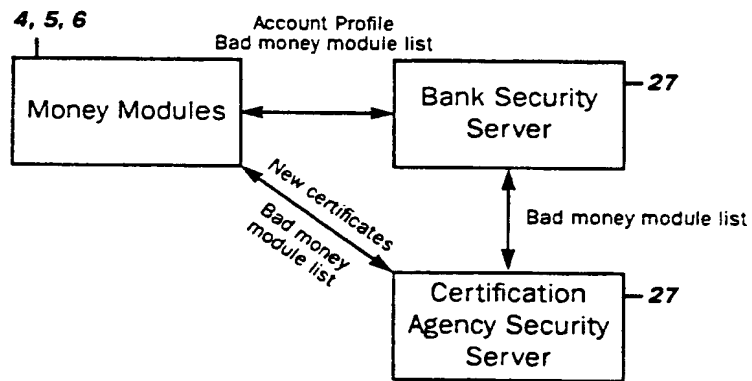 4, 5, 6
Account Profile
Bad money module list
Money Modules
Bank Security
Server
27
New certificates
Bad money
module list
Bad money module list
Certification
Agency Security
Server
27